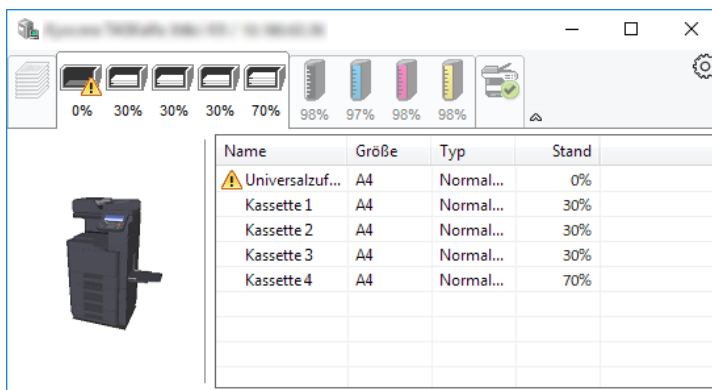 0% 30% 30% 30% 70% 98% 97% 98% 98%
Name Größe Typ Stand
Universalzuf... A4 Normal... 0%
Kassette 1 A4 Normal... 30%
Kassette 2 A4 Normal... 30%
Kassette 3 A4 Normal... 30%
Kassette 4 A4 Normal... 70%